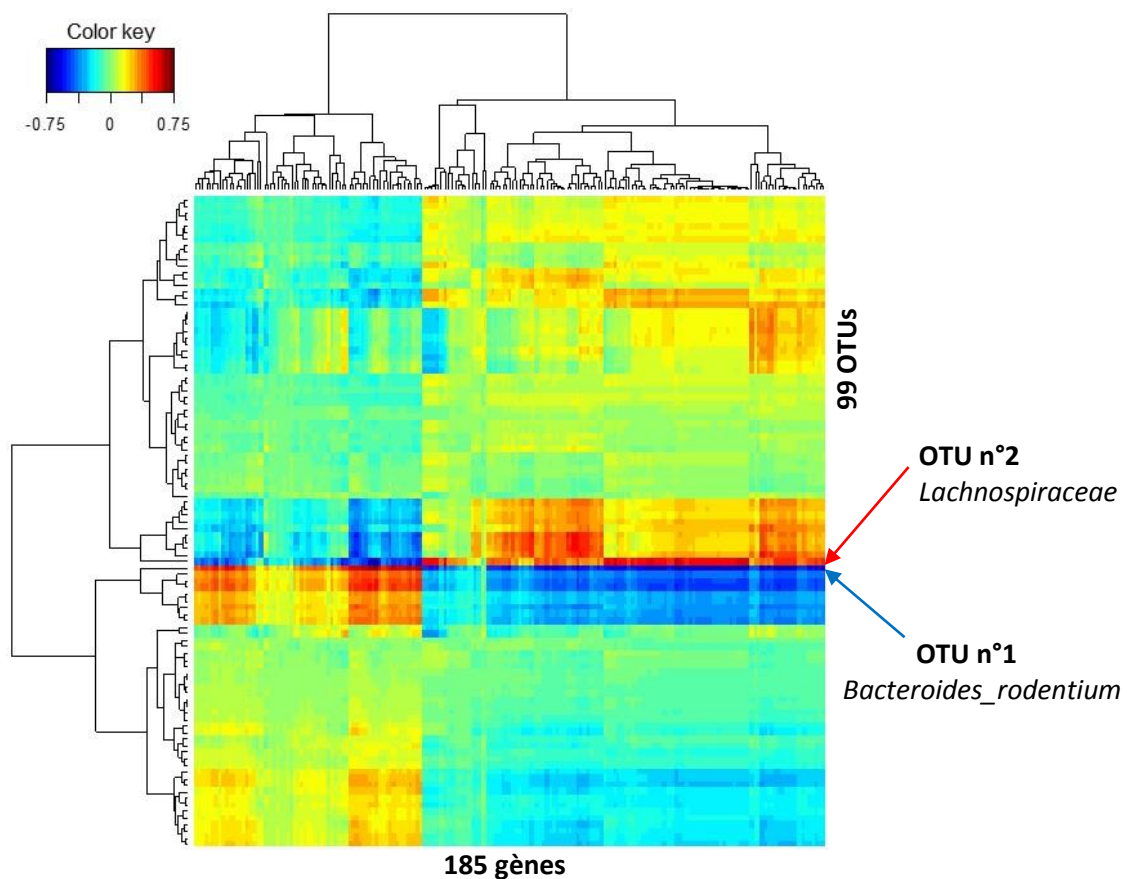 Color key
-0.75 0 0.75
99 OTUs
OTU n°2
Lachnospiraceae
OTU n°1
Bacteroides_rodentium
185 gènes